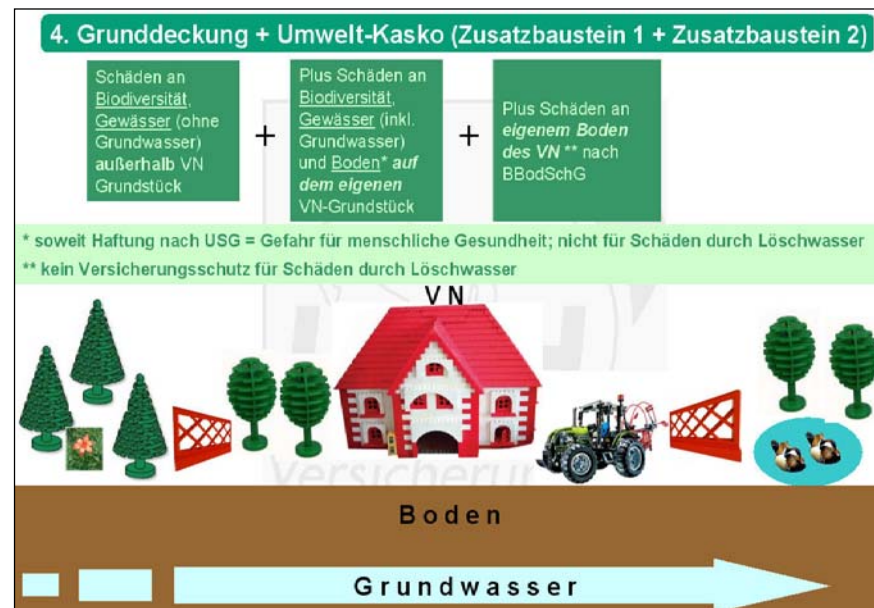 4. Grunddeckung + Umwelt-Kasko (Zusatzbaustein 1 + Zusatzbaustein 2)
Schäden an
Biodiversität,
Gewässer (ohne
Grundwasser)
außerhalb VN
Grundstück
+
Plus Schäden an
Biodiversität,
Gewässer (inkl.
Grundwasser)
und Boden* auf
dem eigenen
VN-Grundstück
+
Plus Schäden an
eigenem Boden
des VN ** nach
BBodSchG
* soweit Haftung nach USG = Gefahr für menschliche Gesundheit; nicht für Schäden durch Löschwasser
** kein Versicherungsschutz für Schäden durch Löschwasser
VN
Versicherun
Boden
Grundwasser